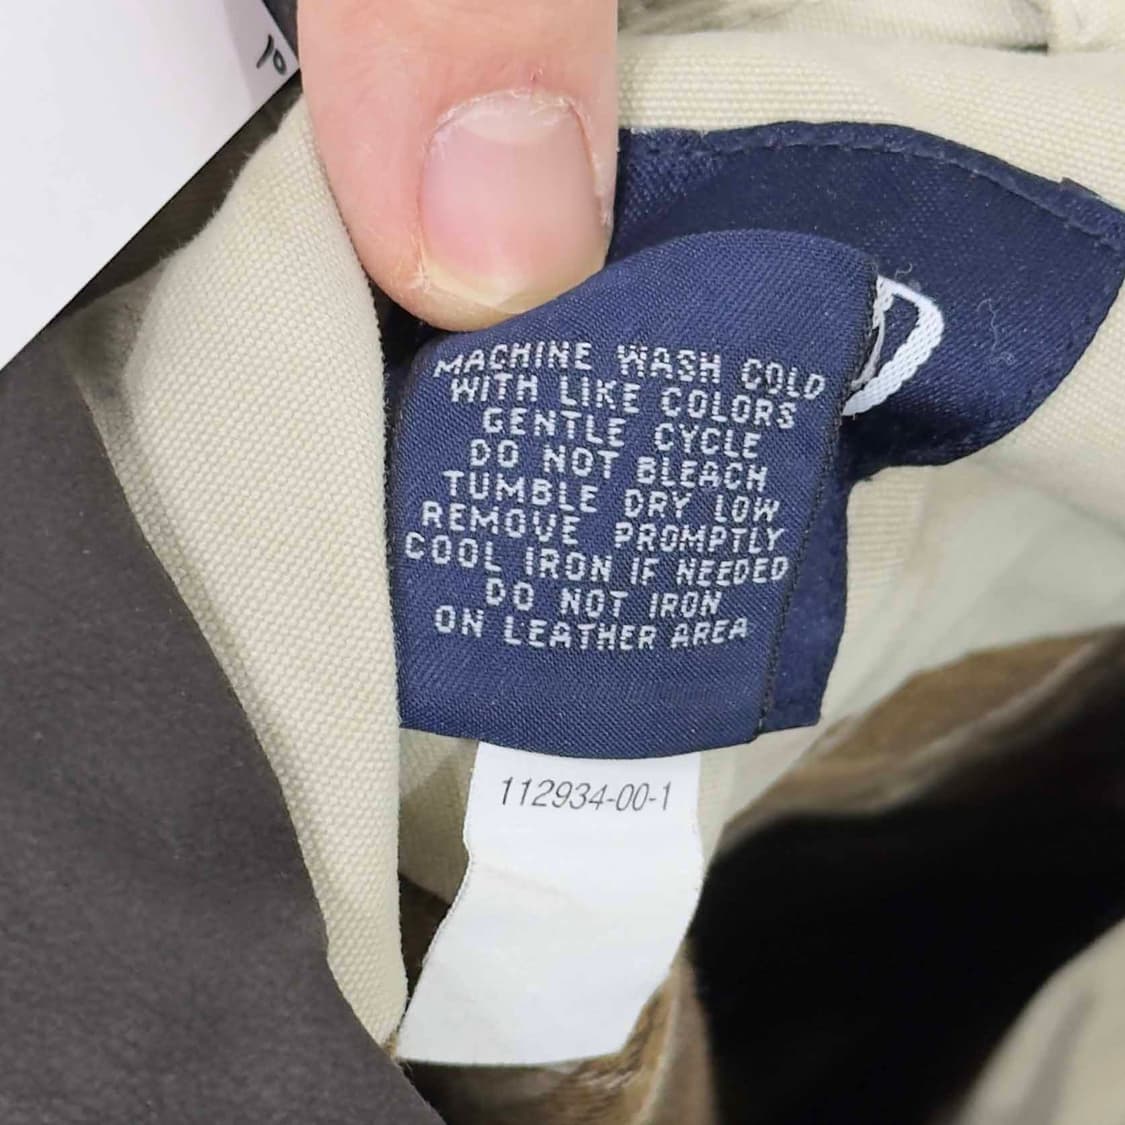 MACHINE WASH COLD
WITH LIKE COLORS
GENTLE CYCLE
DO NOT BLEACH
TUMBLE DRY LOW
REMOVE PROMPTLY
COOL IRON IF NEEDED
DO NOT IRON
ON LEATHER AREA
112934-00-1